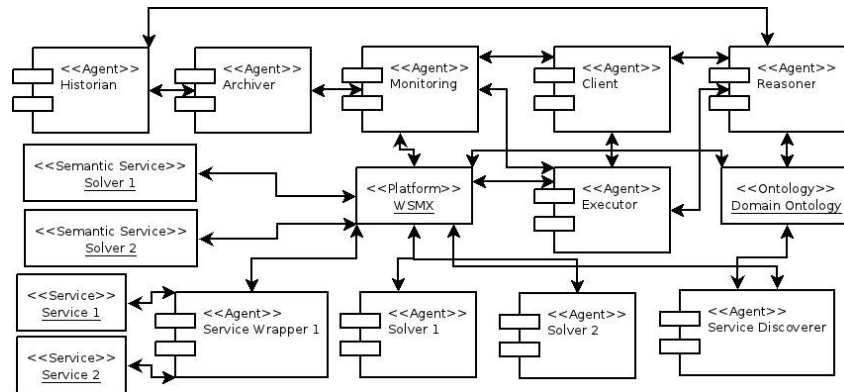 <<Agent>>
Historian
<<Agent>>
Archiver
<<Agent>>
Monitoring
<<Agent>>
Client
<<Agent>>
Reasoner
<<Semantic Service>>
Solver 1
<<Platform>>
WSMX
<<Agent>>
Executor
<<Ontology>>
Domain Ontology
<<Semantic Service>>
Solver 2
<<Service>>
Service 1
<<Agent>>
Service Wrapper 1
<<Agent>>
Solver 1
<<Agent>>
Solver 2
<<Agent>>
Service Discoverer
<<Service>>
Service 2